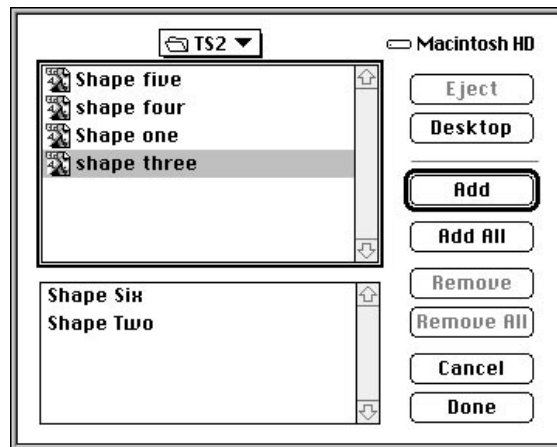 TS2
Macintosh HD
Shape five
shape four
Shape one
shape three
Eject
Desktop
Add
Add All
Shape Six
Shape Two
Remove
Remove All
Cancel
Done